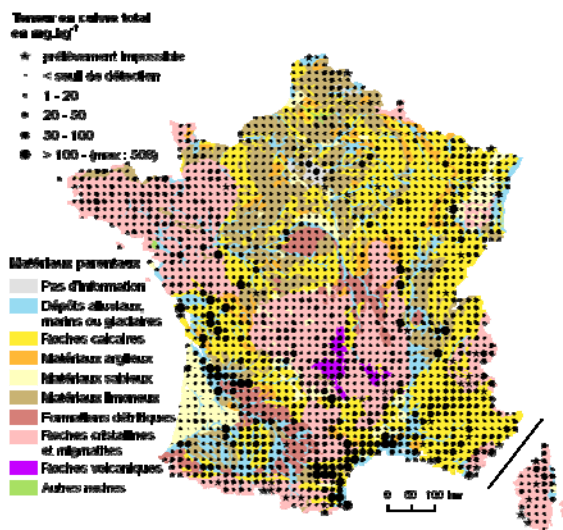 Teneur en cuivre total
en mg.kg⁻¹
prélèvement impossible
< seuil de détection
1 - 20
20 - 50
50 - 100
> 100 - (max : 508)
Matériaux parentaux
Pas d'information
Dépôts alluviaux,
marins ou glaciaires
Roches calcaires
Matériaux argileux
Matériaux sableux
Matériaux limoneux
Formations détritiques
Roches cristallines
et migmatites
Roches volcaniques
Autres roches
0 50 100 km